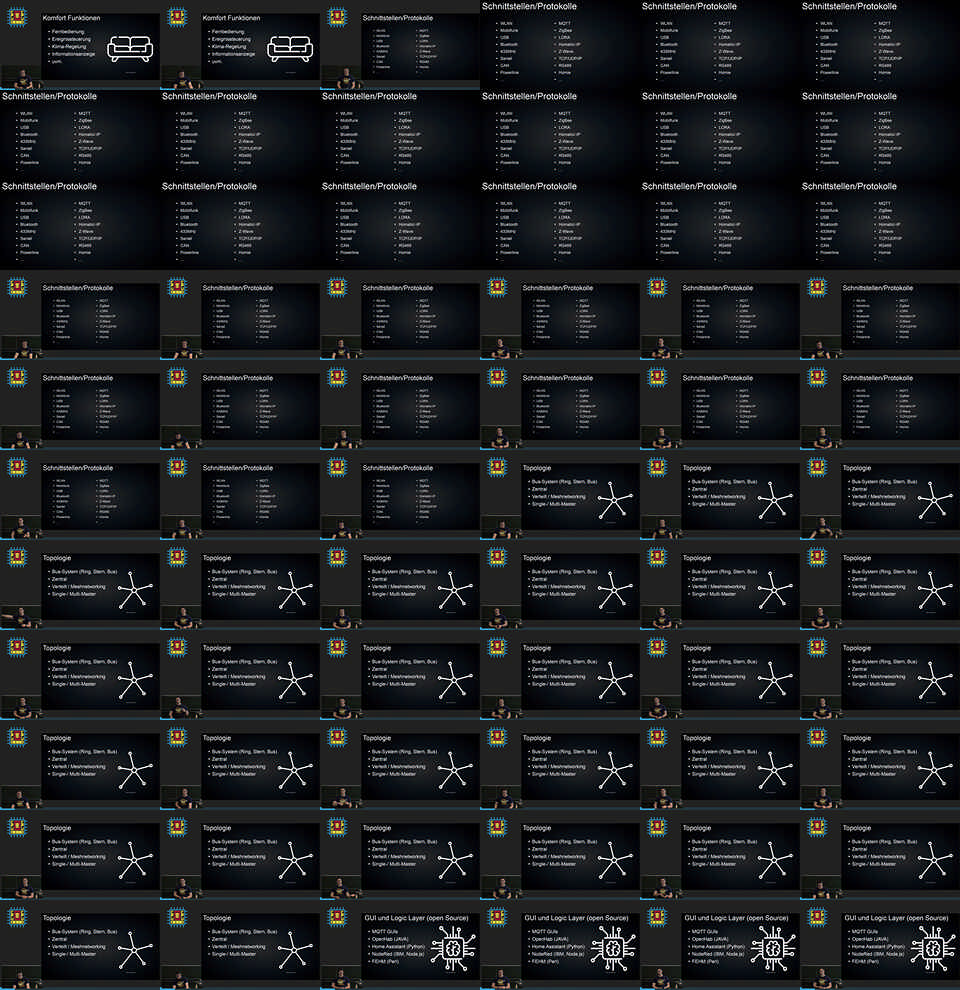 Komfort Funktionen
Fernbedienung
Ereignissteuerung
Klima-Regelung
Informationsanzeige
uvm.
Schnittstellen/Protokolle
WLAN
Mobilfunk
USB
Bluetooth
433MHz
Seriell
CAN
Powerline
MQTT
ZigBee
LORA
Homatic-IP
Z-Wave
TCP/UDP/IP
RS485
Homie
Topologie
Bus-System (Ring, Stern, Bus)
Zentral
Verteilt / Meshnetworking
Single-/ Multi-Master
GUI und Logic Layer (open Source)
MQTT GUIs
OpenHab (JAVA)
Home Assistant (Python)
NodeRed (IBM, Node.js)
FEHM (Perl)